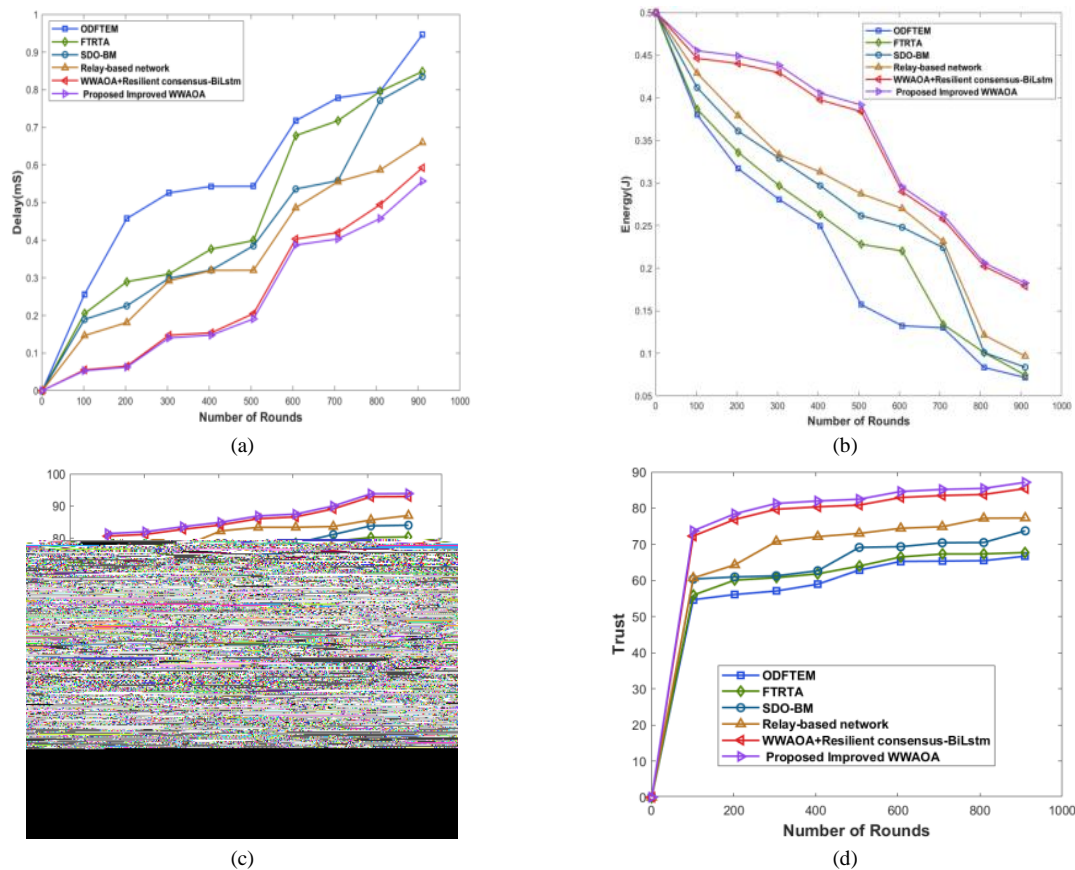 ODFTEM
FTRTA
SDO-BM
Relay-based network
WWAOA+Resilient consensus-BiLstm
Proposed Improved WWAOA
Delay(mS)
1
0.9
0.8
0.7
0.6
0.5
0.4
0.3
0.2
0.1
0
0 100 200 300 400 500 600 700 800 900 1000
Number of Rounds
(a)
ODFTEM
FTRTA
SDO-BM
Relay-based network
WWAOA+Resilient consensus-BiLstm
Proposed Improved WWAOA
Energy(J)
0.5
0.45
0.4
0.35
0.3
0.25
0.2
0.15
0.1
0.05
0 100 200 300 400 500 600 700 800 900 1000
Number of Rounds
(b)
100
90
80
(c)
Trust
90
80
70
60
50
40
30
20
10
0
ODFTEM
FTRTA
SDO-BM
Relay-based network
WWAOA+Resilient consensus-BiLstm
Proposed Improved WWAOA
0 200 400 600 800 1000
Number of Rounds
(d)